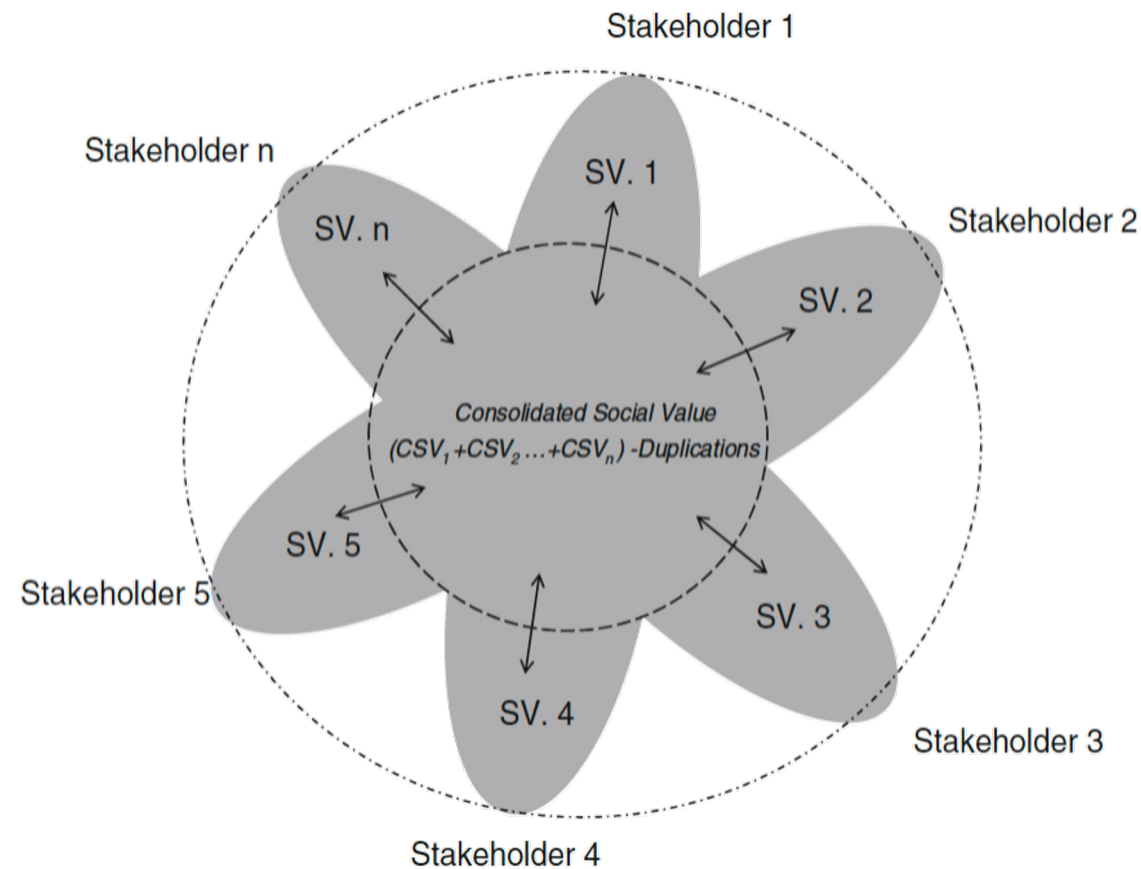 Stakeholder 1
Stakeholder n
SV. 1
Stakeholder 2
SV. n
SV. 2
Consolidated Social Value
(CSV₁+CSV₂...+CSVₙ) -Duplications
SV. 5
Stakeholder 5
SV. 3
SV. 4
Stakeholder 3
Stakeholder 4